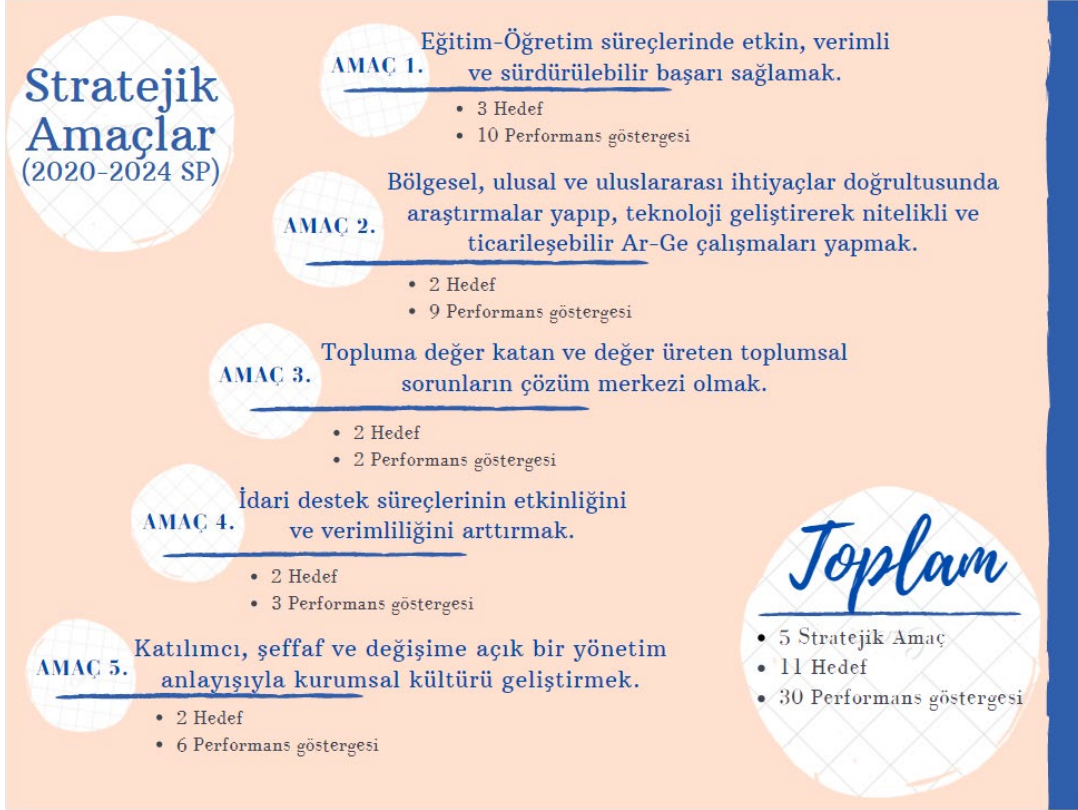 Stratejik
Amaçlar
(2020-2024 SP)
AMAÇ 1.
Eğitim-Öğretim süreçlerinde etkin, verimli
ve sürdürülebilir başarı sağlamak.
• 3 Hedef
• 10 Performans göstergesi
AMAÇ 2.
Bölgesel, ulusal ve uluslararası ihtiyaçlar doğrultusunda
araştırmalar yapıp, teknoloji geliştirerek nitelikli ve
ticarileşebilir Ar-Ge çalışmaları yapmak.
• 2 Hedef
• 9 Performans göstergesi
AMAÇ 3.
Topluma değer katan ve değer üreten toplumsal
sorunların çözüm merkezi olmak.
• 2 Hedef
• 2 Performans göstergesi
AMAÇ 4.
İdari destek süreçlerinin etkinliğini
ve verimliliğini arttırmak.
• 2 Hedef
• 3 Performans göstergesi
AMAÇ 5.
Katılımcı, şeffaf ve değişime açık bir yönetim
anlayışıyla kurumsal kültürü geliştirmek.
• 2 Hedef
• 6 Performans göstergesi
Toplam
• 5 Stratejik Amaç
• 11 Hedef
• 30 Performans göstergesi